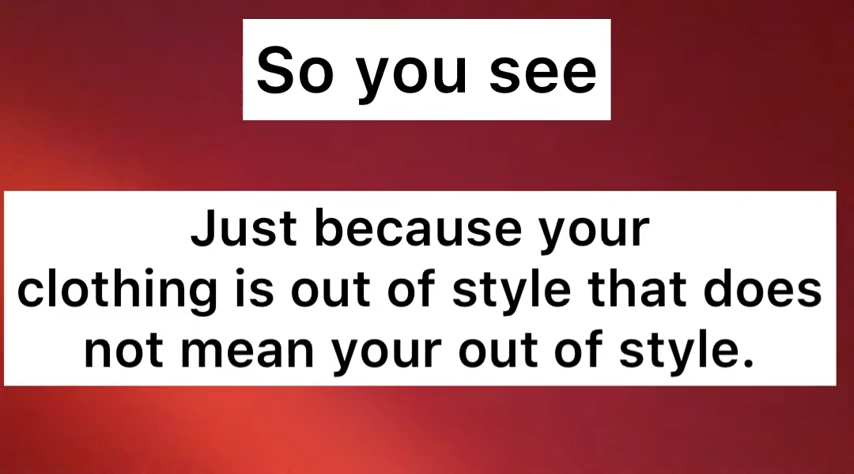 So you see
Just because your
clothing is out of style that does
not mean your out of style.